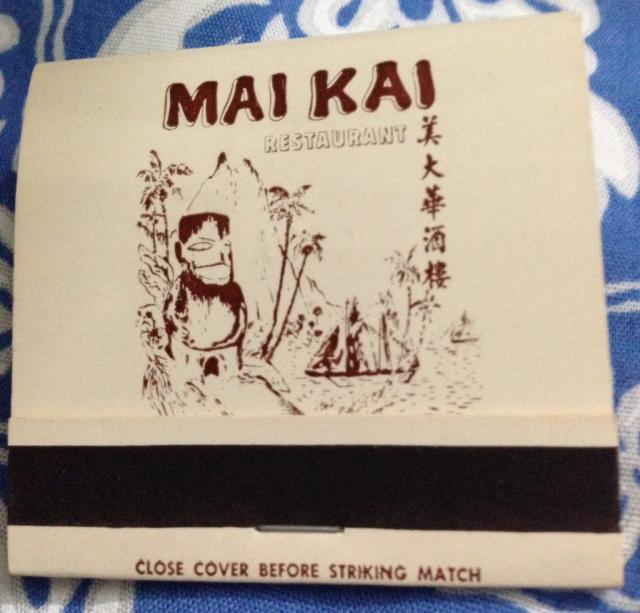 MAI KAI
RESTAURANT
美大華酒樓
CLOSE COVER BEFORE STRIKING MATCH